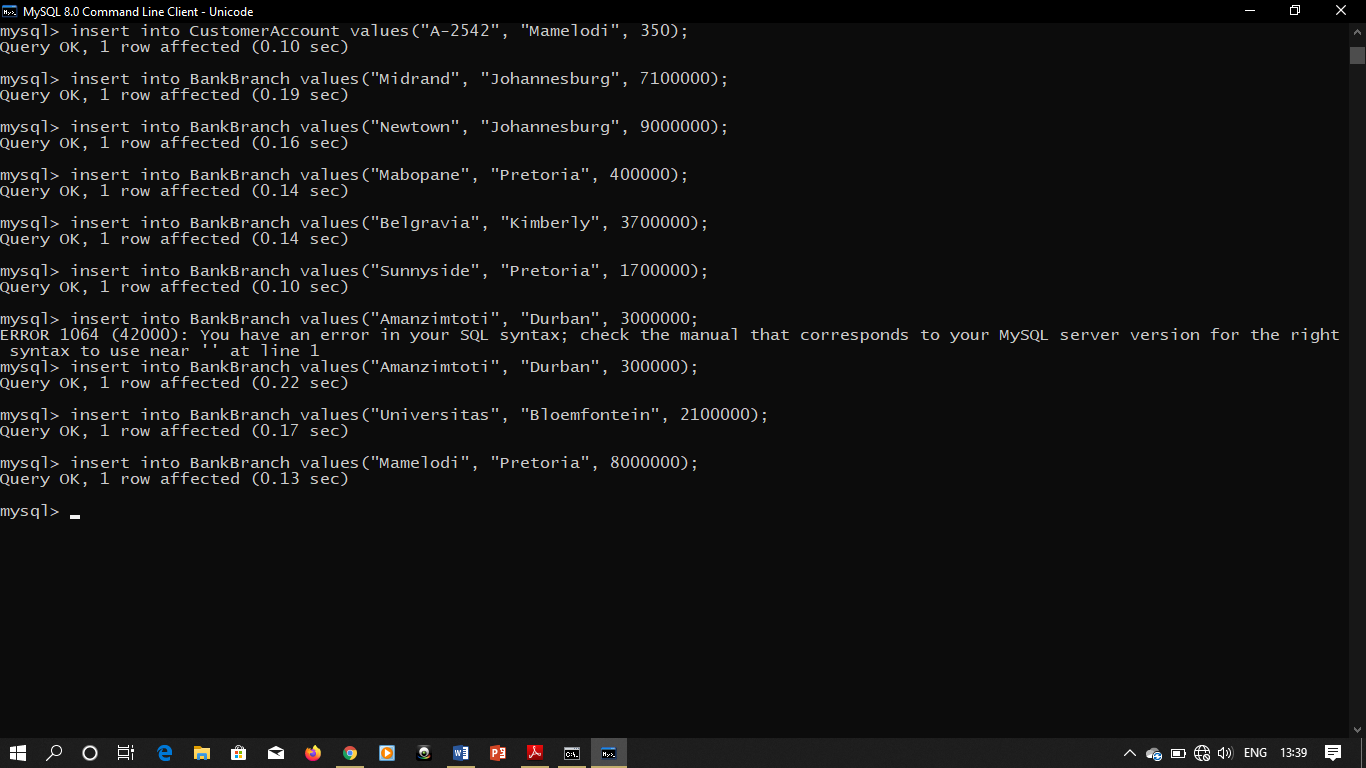 MySQL 8.0 Command Line Client - Unicode
mysql> insert into CustomerAccount values("A-2542", "Mamelodi", 350);
Query OK, 1 row affected (0.10 sec)
mysql> insert into BankBranch values("Midrand", "Johannesburg", 7100000);
Query OK, 1 row affected (0.19 sec)
mysql> insert into BankBranch values("Newtown", "Johannesburg", 9000000);
Query OK, 1 row affected (0.16 sec)
mysql> insert into BankBranch values("Mabopane", "Pretoria", 400000);
Query OK, 1 row affected (0.14 sec)
mysql> insert into BankBranch values("Belgravia", "Kimberly", 3700000);
Query OK, 1 row affected (0.14 sec)
mysql> insert into BankBranch values("Sunnyside", "Pretoria", 1700000);
Query OK, 1 row affected (0.10 sec)
mysql> insert into BankBranch values("Amanzimtoti", "Durban", 3000000;
ERROR 1064 (42000): You have an error in your SQL syntax; check the manual that corresponds to your MySQL server version for the right
 syntax to use near '' at line 1
mysql> insert into BankBranch values("Amanzimtoti", "Durban", 300000);
Query OK, 1 row affected (0.22 sec)
mysql> insert into BankBranch values("Universitas", "Bloemfontein", 2100000);
Query OK, 1 row affected (0.17 sec)
mysql> insert into BankBranch values("Mamelodi", "Pretoria", 8000000);
Query OK, 1 row affected (0.13 sec)
mysql>
ENG 13:39